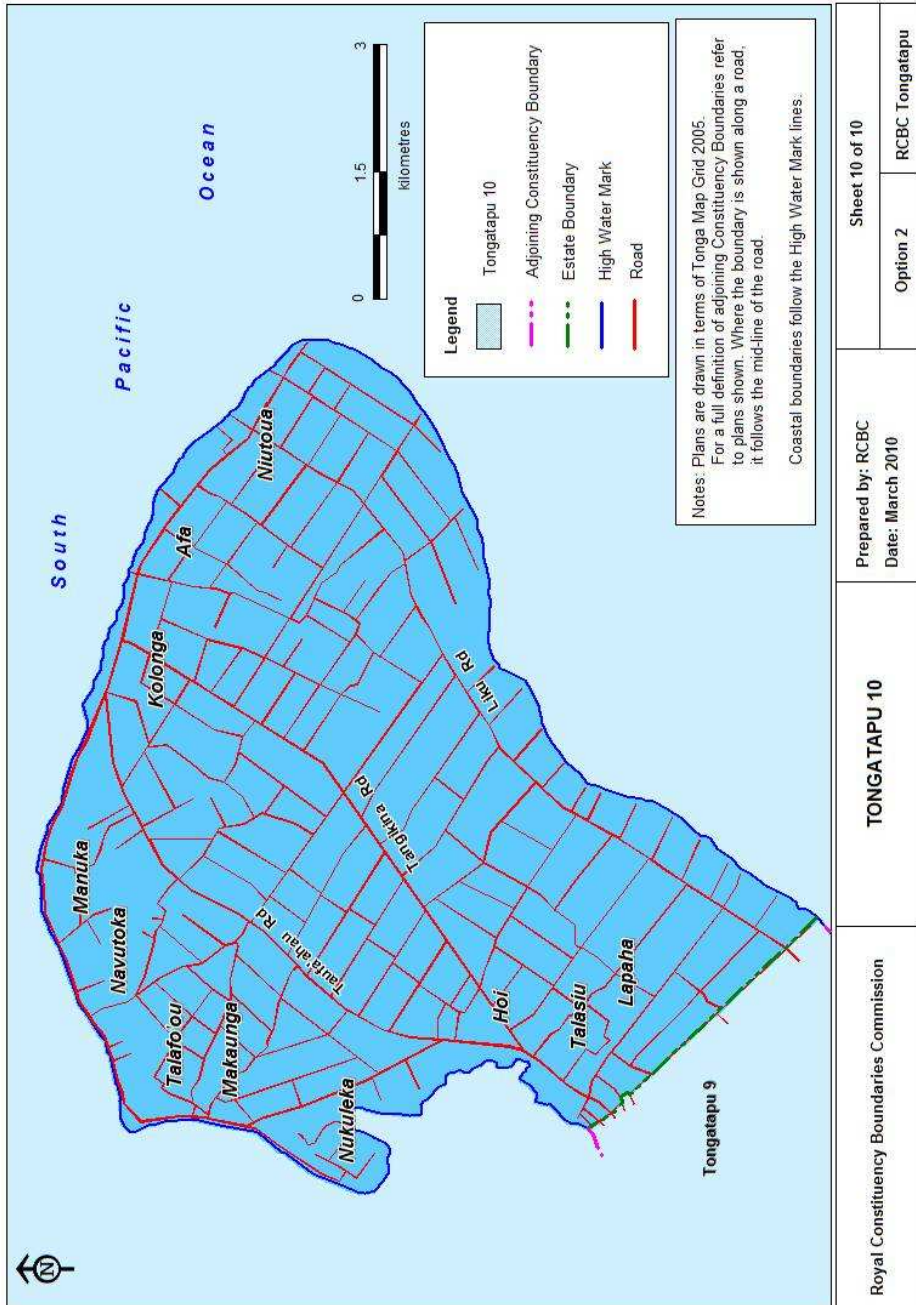 N
South
Pacific
Ocean
Manuka
Navutoka
Talafo'ou
Makaunga
Nukuleka
Kolonga
Afa
Niutoua
Taufa'ahau Rd
Tangikina Rd
Liku Rd
Hoi
Talasiu
Lapaha
Tongatapu 9
0 1.5 3
kilometres
Legend
Tongatapu 10
Adjoining Constituency Boundary
Estate Boundary
High Water Mark
Road
Notes: Plans are drawn in terms of Tonga Map Grid 2005.
For a full definition of adjoining Constituency Boundaries refer
to plans shown. Where the boundary is shown along a road,
it follows the mid-line of the road.
Coastal boundaries follow the High Water Mark lines.
Royal Constituency Boundaries Commission
TONGATAPU 10
Prepared by: RCBC
Date: March 2010
Sheet 10 of 10
Option 2
RCBC Tongatapu